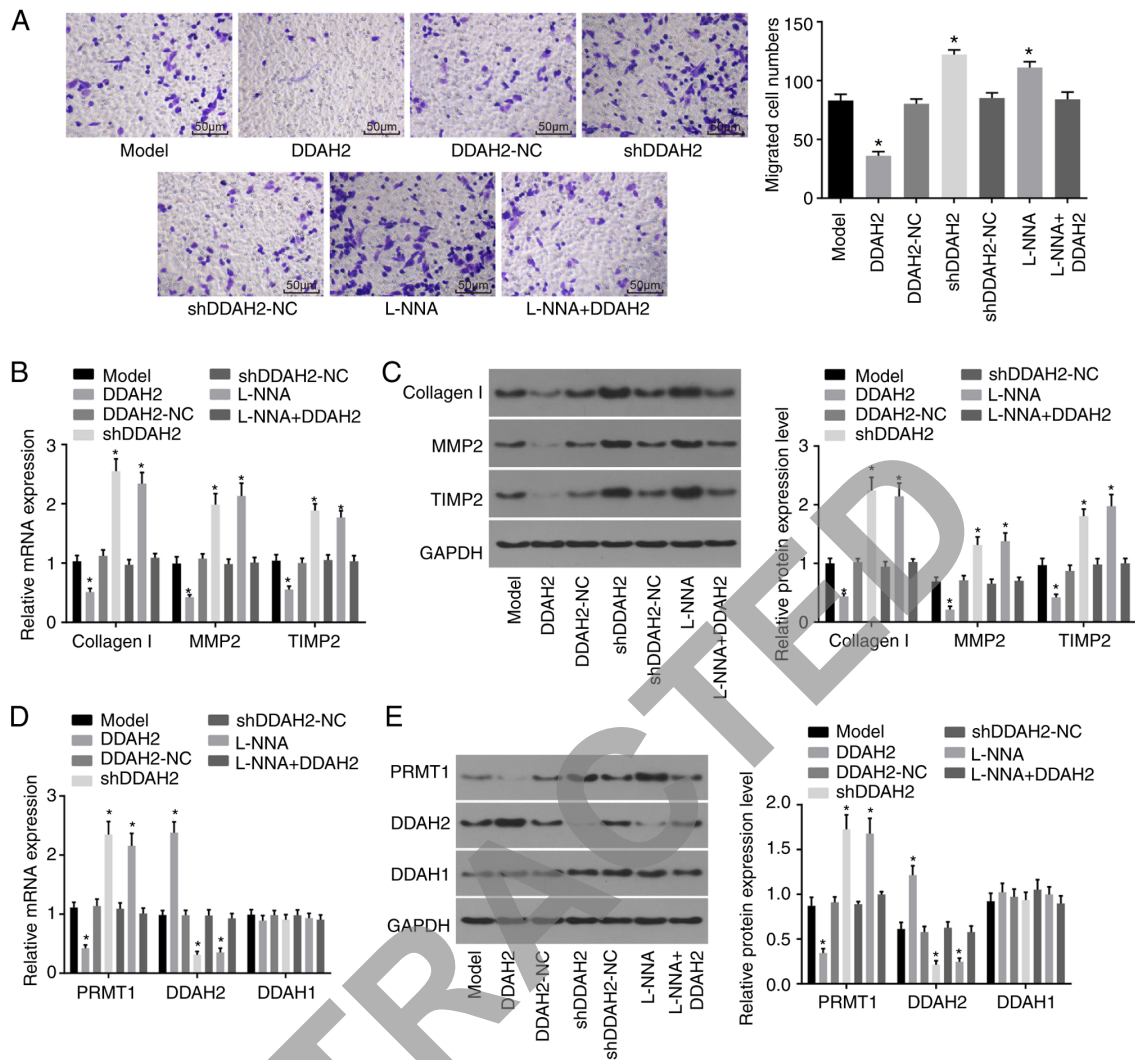 A
50μm
50μm
50μm
50μm
Model
DDAH2
DDAH2-NC
shDDAH2
50μm
50μm
50μm
shDDAH2-NC
L-NNA
L-NNA+DDAH2
Migrated cell numbers
150
100
50
0
*
*
*
Model
DDAH2
DDAH2-NC
shDDAH2
shDDAH2-NC
L-NNA
L-NNA+
DDAH2
B
Model
DDAH2
DDAH2-NC
shDDAH2
shDDAH2-NC
L-NNA
L-NNA+DDAH2
Relative mRNA expression
3
2
1
0
* * *
* * *
* * *
Collagen I
MMP2
TIMP2
C
Collagen I
MMP2
TIMP2
GAPDH
Model
DDAH2
DDAH2-NC
shDDAH2
shDDAH2-NC
L-NNA
L-NNA+DDAH2
Model
DDAH2
DDAH2-NC
shDDAH2
shDDAH2-NC
L-NNA
L-NNA+DDAH2
Relative protein expression level
3
2
1
0
* * *
* * *
* * *
Collagen I
MMP2
TIMP2
D
Model
DDAH2
DDAH2-NC
shDDAH2
shDDAH2-NC
L-NNA
L-NNA+DDAH2
Relative mRNA expression
3
2
1
0
* * *
* * *
PRMT1
DDAH2
DDAH1
E
PRMT1
DDAH2
DDAH1
GAPDH
Model
DDAH2
DDAH2-NC
shDDAH2
shDDAH2-NC
L-NNA
L-NNA+
DDAH2
Model
DDAH2
DDAH2-NC
shDDAH2
shDDAH2-NC
L-NNA
L-NNA+DDAH2
Relative protein expression level
2.0
1.5
1.0
0.5
0
* * *
* * *
PRMT1
DDAH2
DDAH1
TRACTED